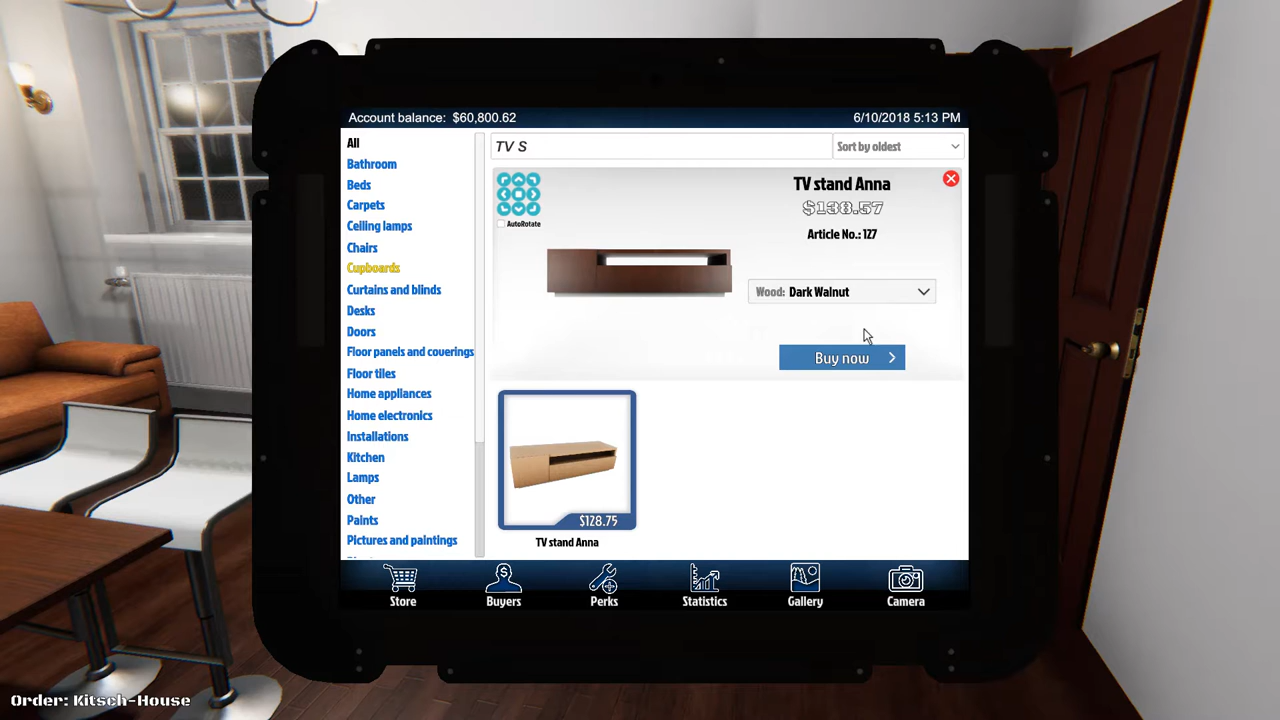 Account balance: $60,800.62
6/10/2018 5:13 PM
All
Bathroom
Beds
Carpets
Ceiling lamps
Chairs
Cupboards
Curtains and blinds
Desks
Doors
Floor panels and coverings
Floor tiles
Home appliances
Home electronics
Installations
Kitchen
Lamps
Other
Paints
Pictures and paintings
TV S
Sort by oldest
AutoRotate
TV stand Anna
$138.57
Article No.: 127
Wood: Dark Walnut
Buy now
$128.75
TV stand Anna
Store
Buyers
Perks
Statistics
Gallery
Camera
Order: Kitsch-House